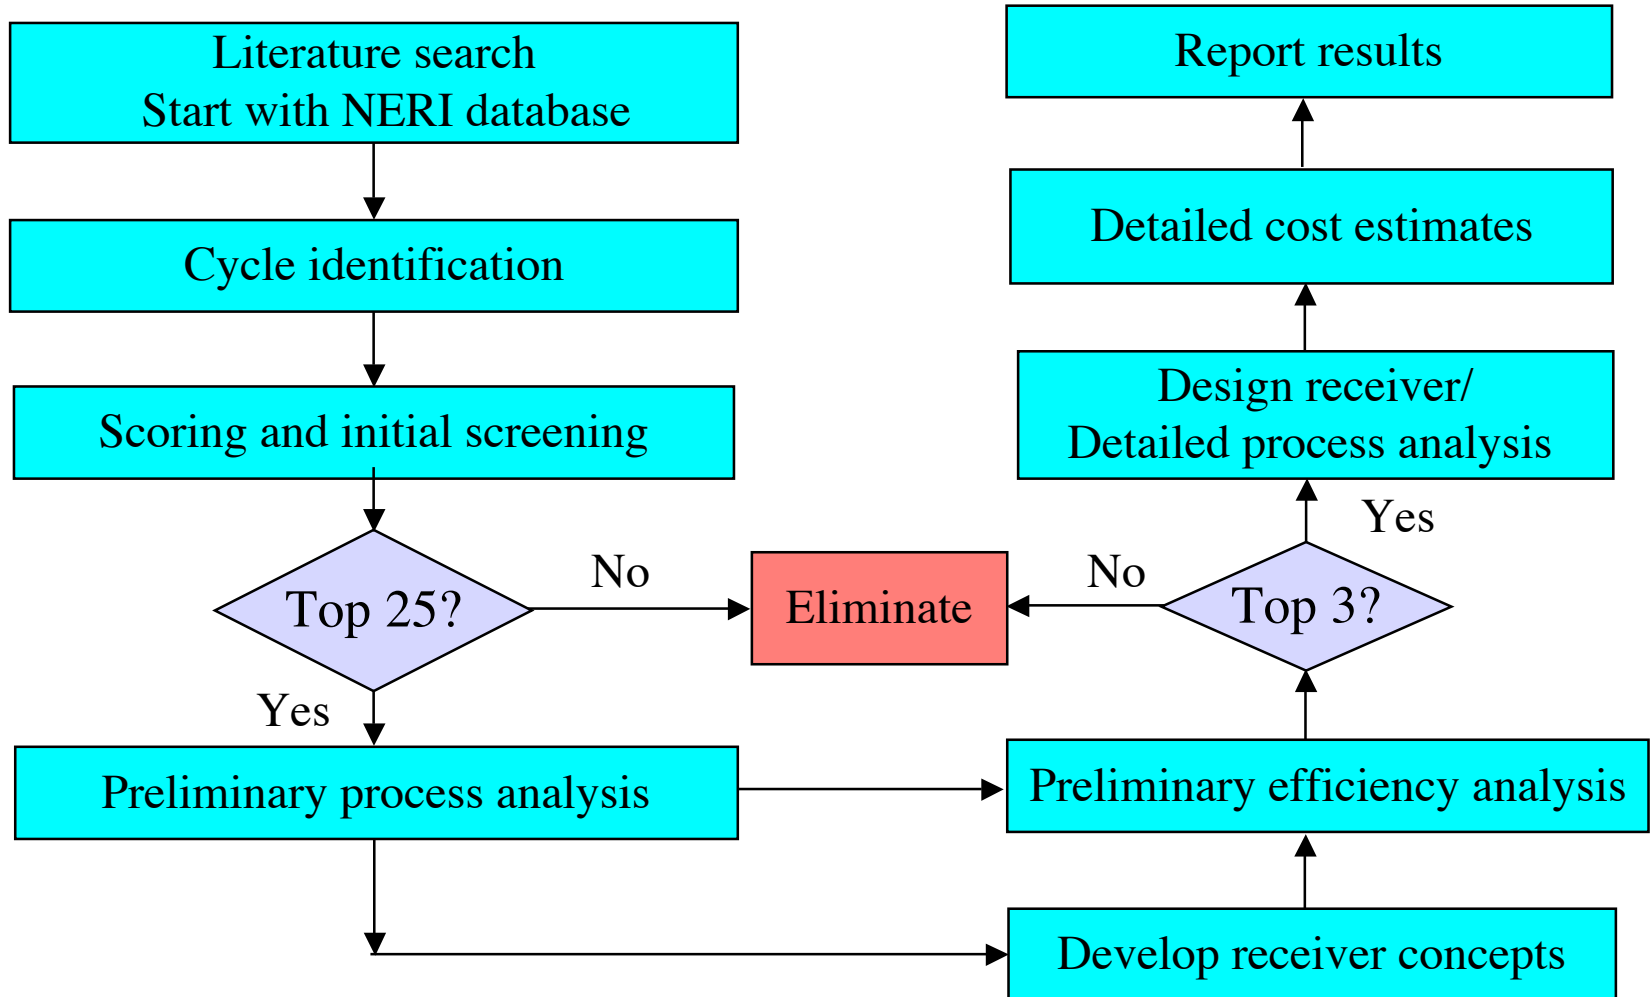 Literature search
Start with NERI database
Cycle identification
Scoring and initial screening
Top 25?
No
Yes
Eliminate
Preliminary process analysis
Report results
Detailed cost estimates
Design receiver/
Detailed process analysis
Yes
No
Top 3?
Preliminary efficiency analysis
Develop receiver concepts